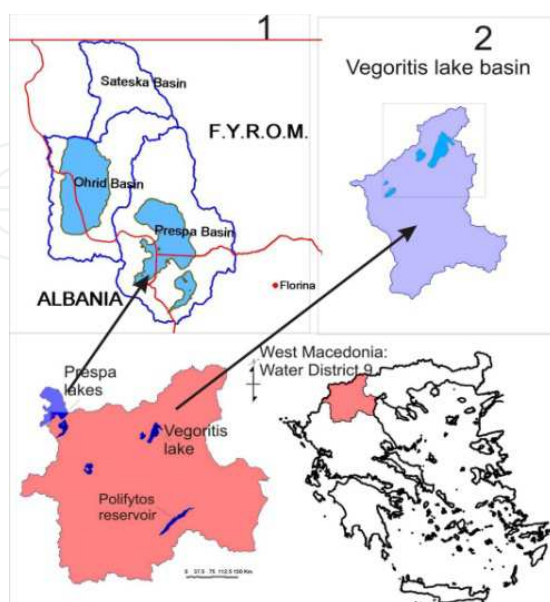 1
Sateska Basin
F.Y.R.O.M.
Ohrid Basin
Prespa Basin
ALBANIA
Florina
2
Vegoritis lake basin
Prespa
lakes
Vegoritis
lake
Polifytos
reservoir
West Macedonia:
Water District 9